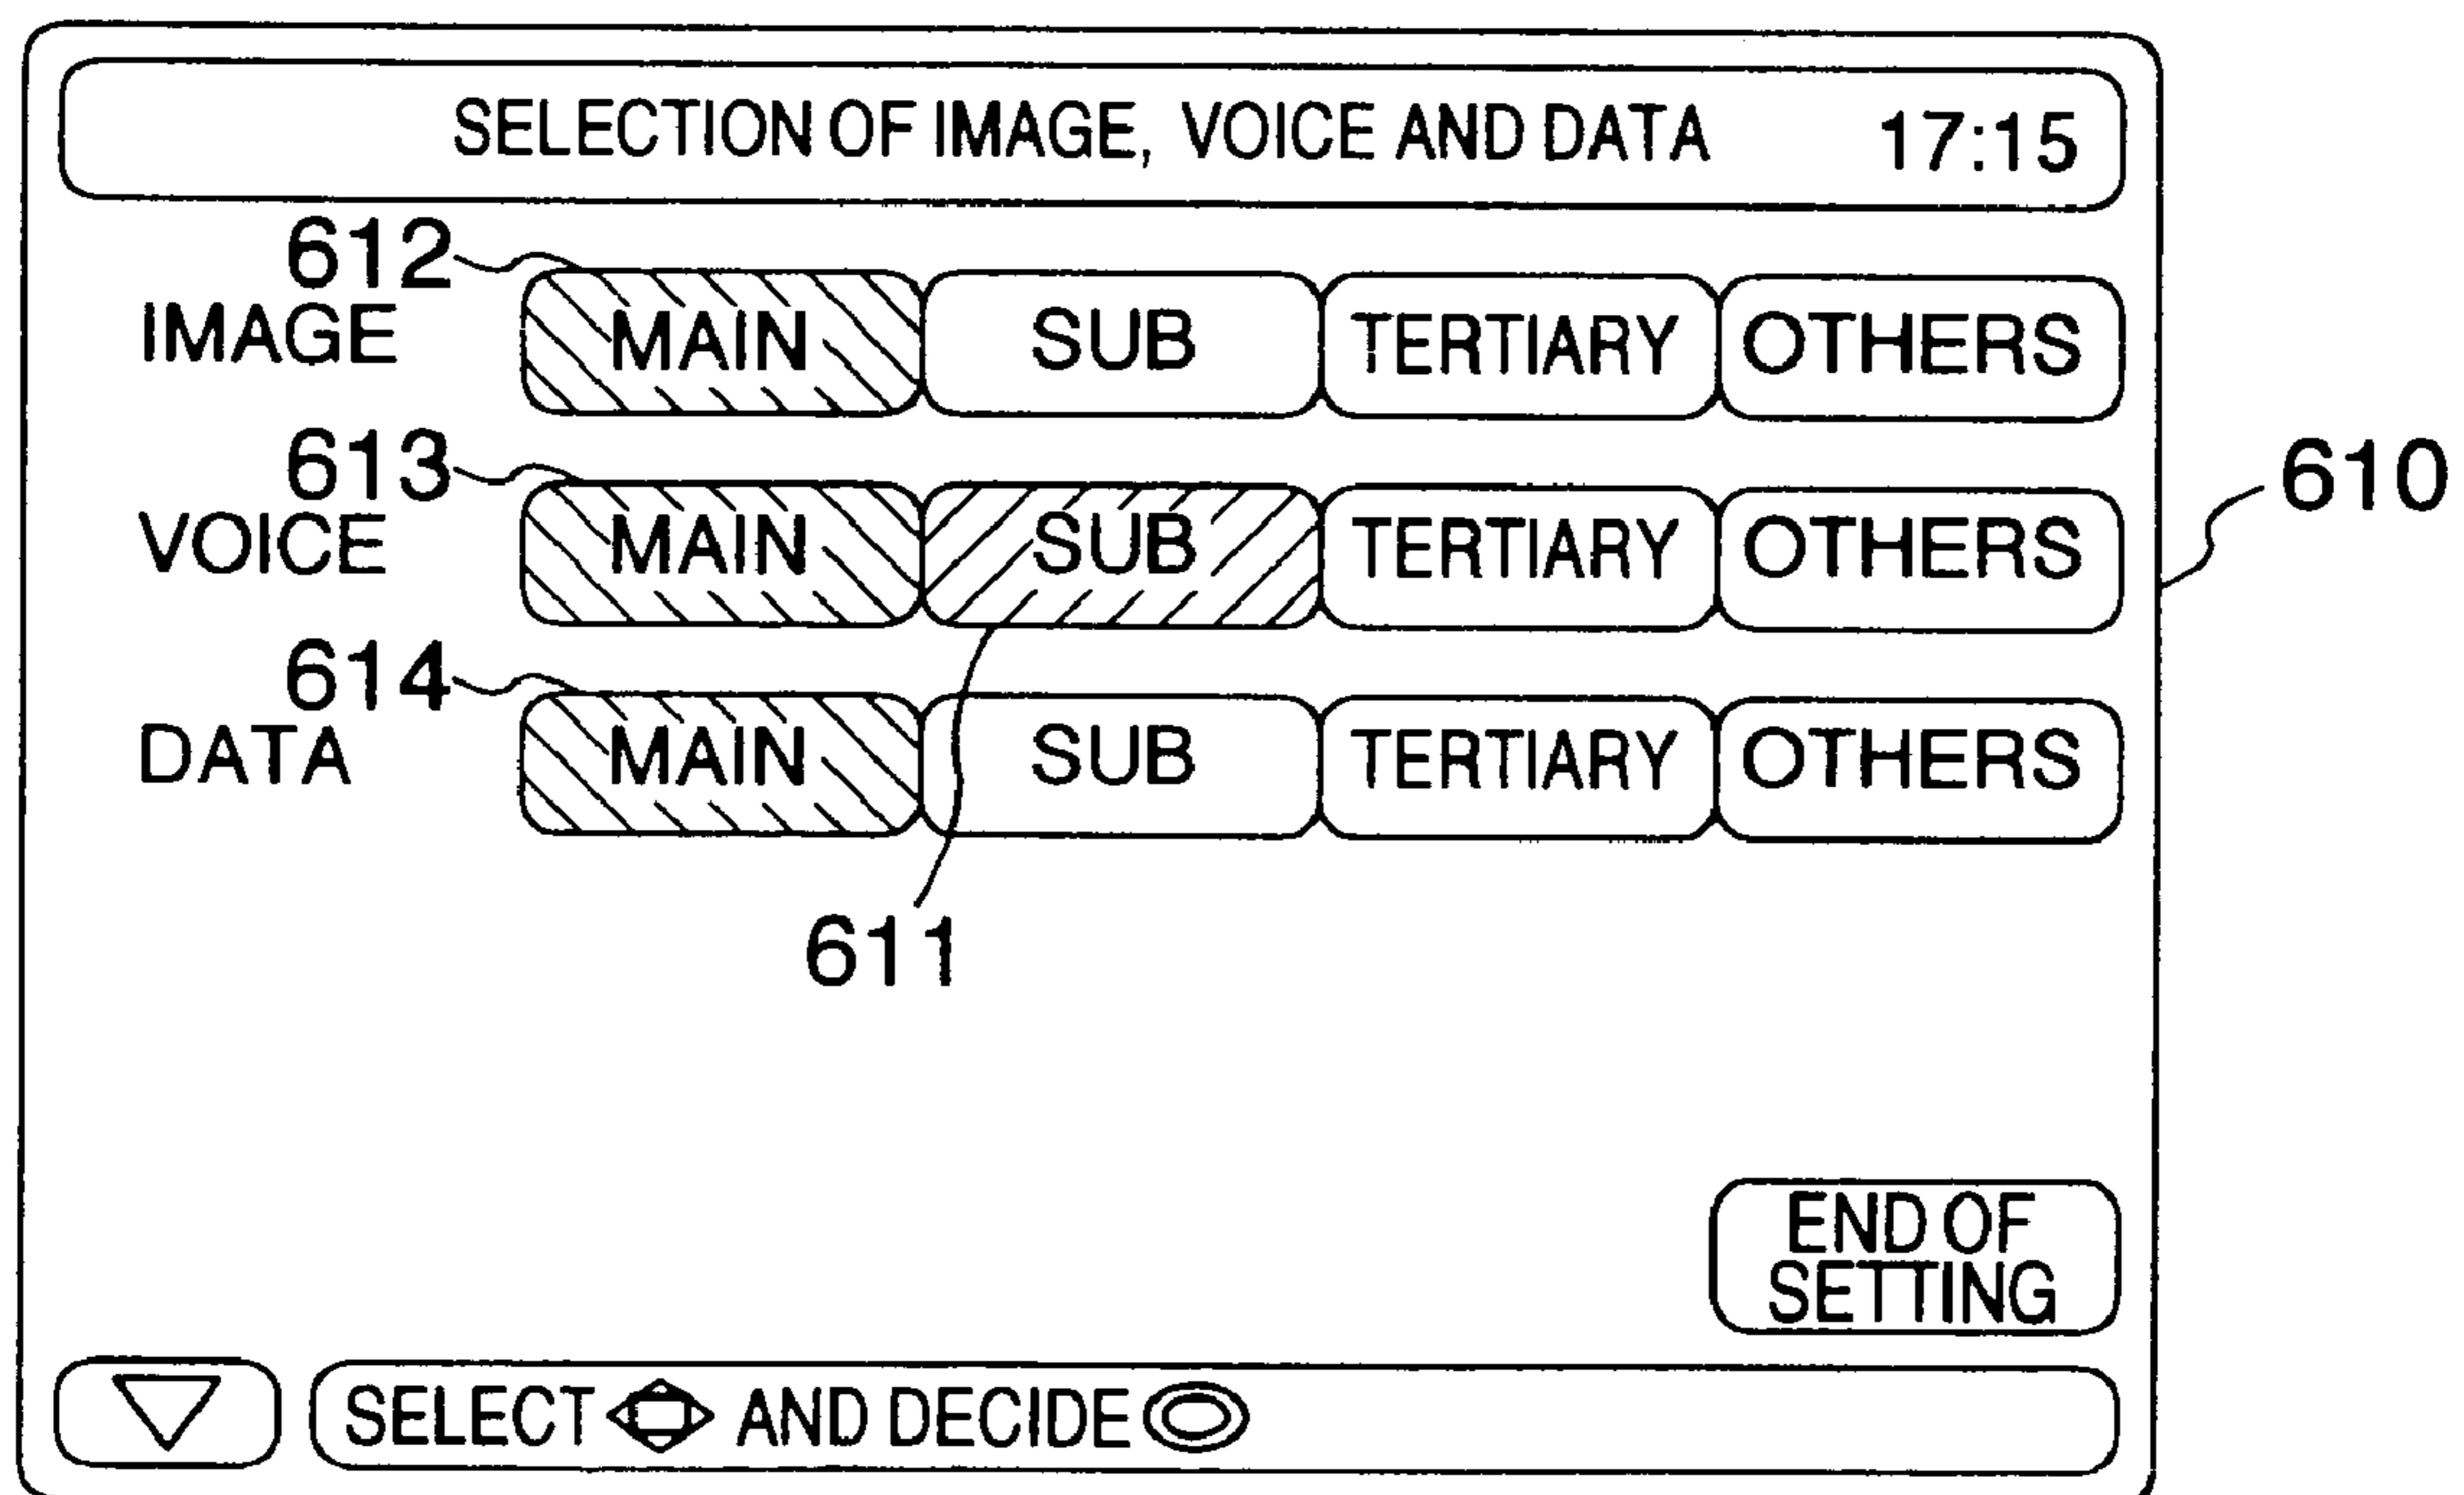 SELECTION OF IMAGE, VOICE AND DATA 17:15
612
IMAGE MAIN SUB TERTIARY OTHERS
613
610
VOICE MAIN SUB TERTIARY OTHERS
614
DATA MAIN SUB TERTIARY OTHERS
611
END OF
SETTING
SELECT AND DECIDE